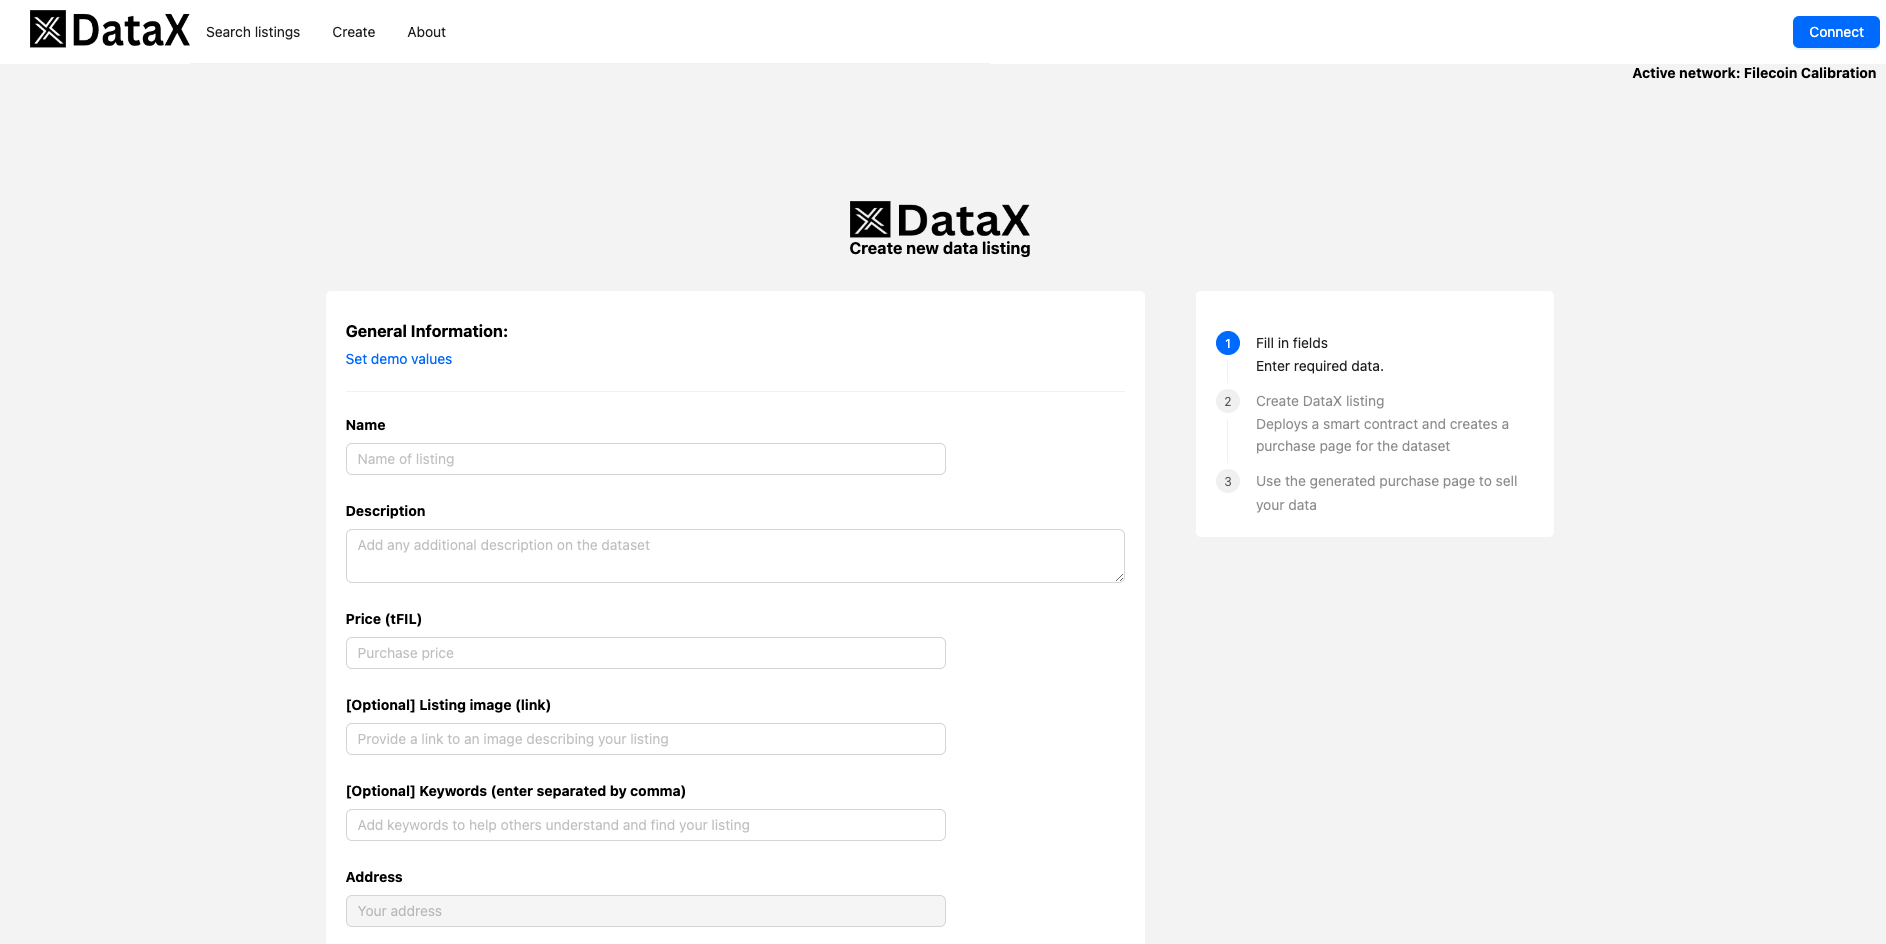 DataX
Search listings
Create
About
Connect
Active network: Filecoin Calibration
DataX
Create new data listing
General Information:
Set demo values
Name
Name of listing
Description
Add any additional description on the dataset
Price (tFIL)
Purchase price
[Optional] Listing image (link)
Provide a link to an image describing your listing
[Optional] Keywords (enter separated by comma)
Add keywords to help others understand and find your listing
Address
Your address
1
Fill in fields
Enter required data.
2
Create DataX listing
Deploys a smart contract and creates a
purchase page for the dataset
3
Use the generated purchase page to sell
your data